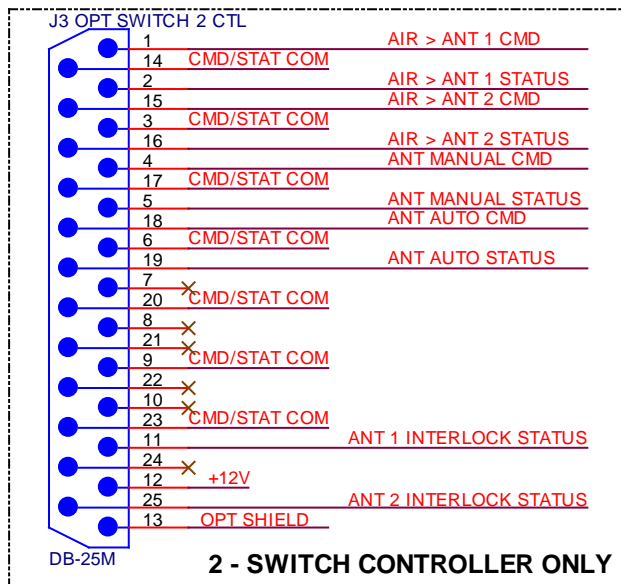 J3 OPT SWITCH 2 CTL
1 AIR > ANT 1 CMD
14 CMD/STAT COM
2 AIR > ANT 1 STATUS
15 AIR > ANT 2 CMD
3 CMD/STAT COM
16 AIR > ANT 2 STATUS
4 ANT MANUAL CMD
17 CMD/STAT COM
5 ANT MANUAL STATUS
18 ANT AUTO CMD
6 CMD/STAT COM
19 ANT AUTO STATUS
7
20 CMD/STAT COM
8
21
9 CMD/STAT COM
22
10
23 CMD/STAT COM
11 ANT 1 INTERLOCK STATUS
24
12 +12V
25 ANT 2 INTERLOCK STATUS
13 OPT SHIELD
DB-25M
2 - SWITCH CONTROLLER ONLY